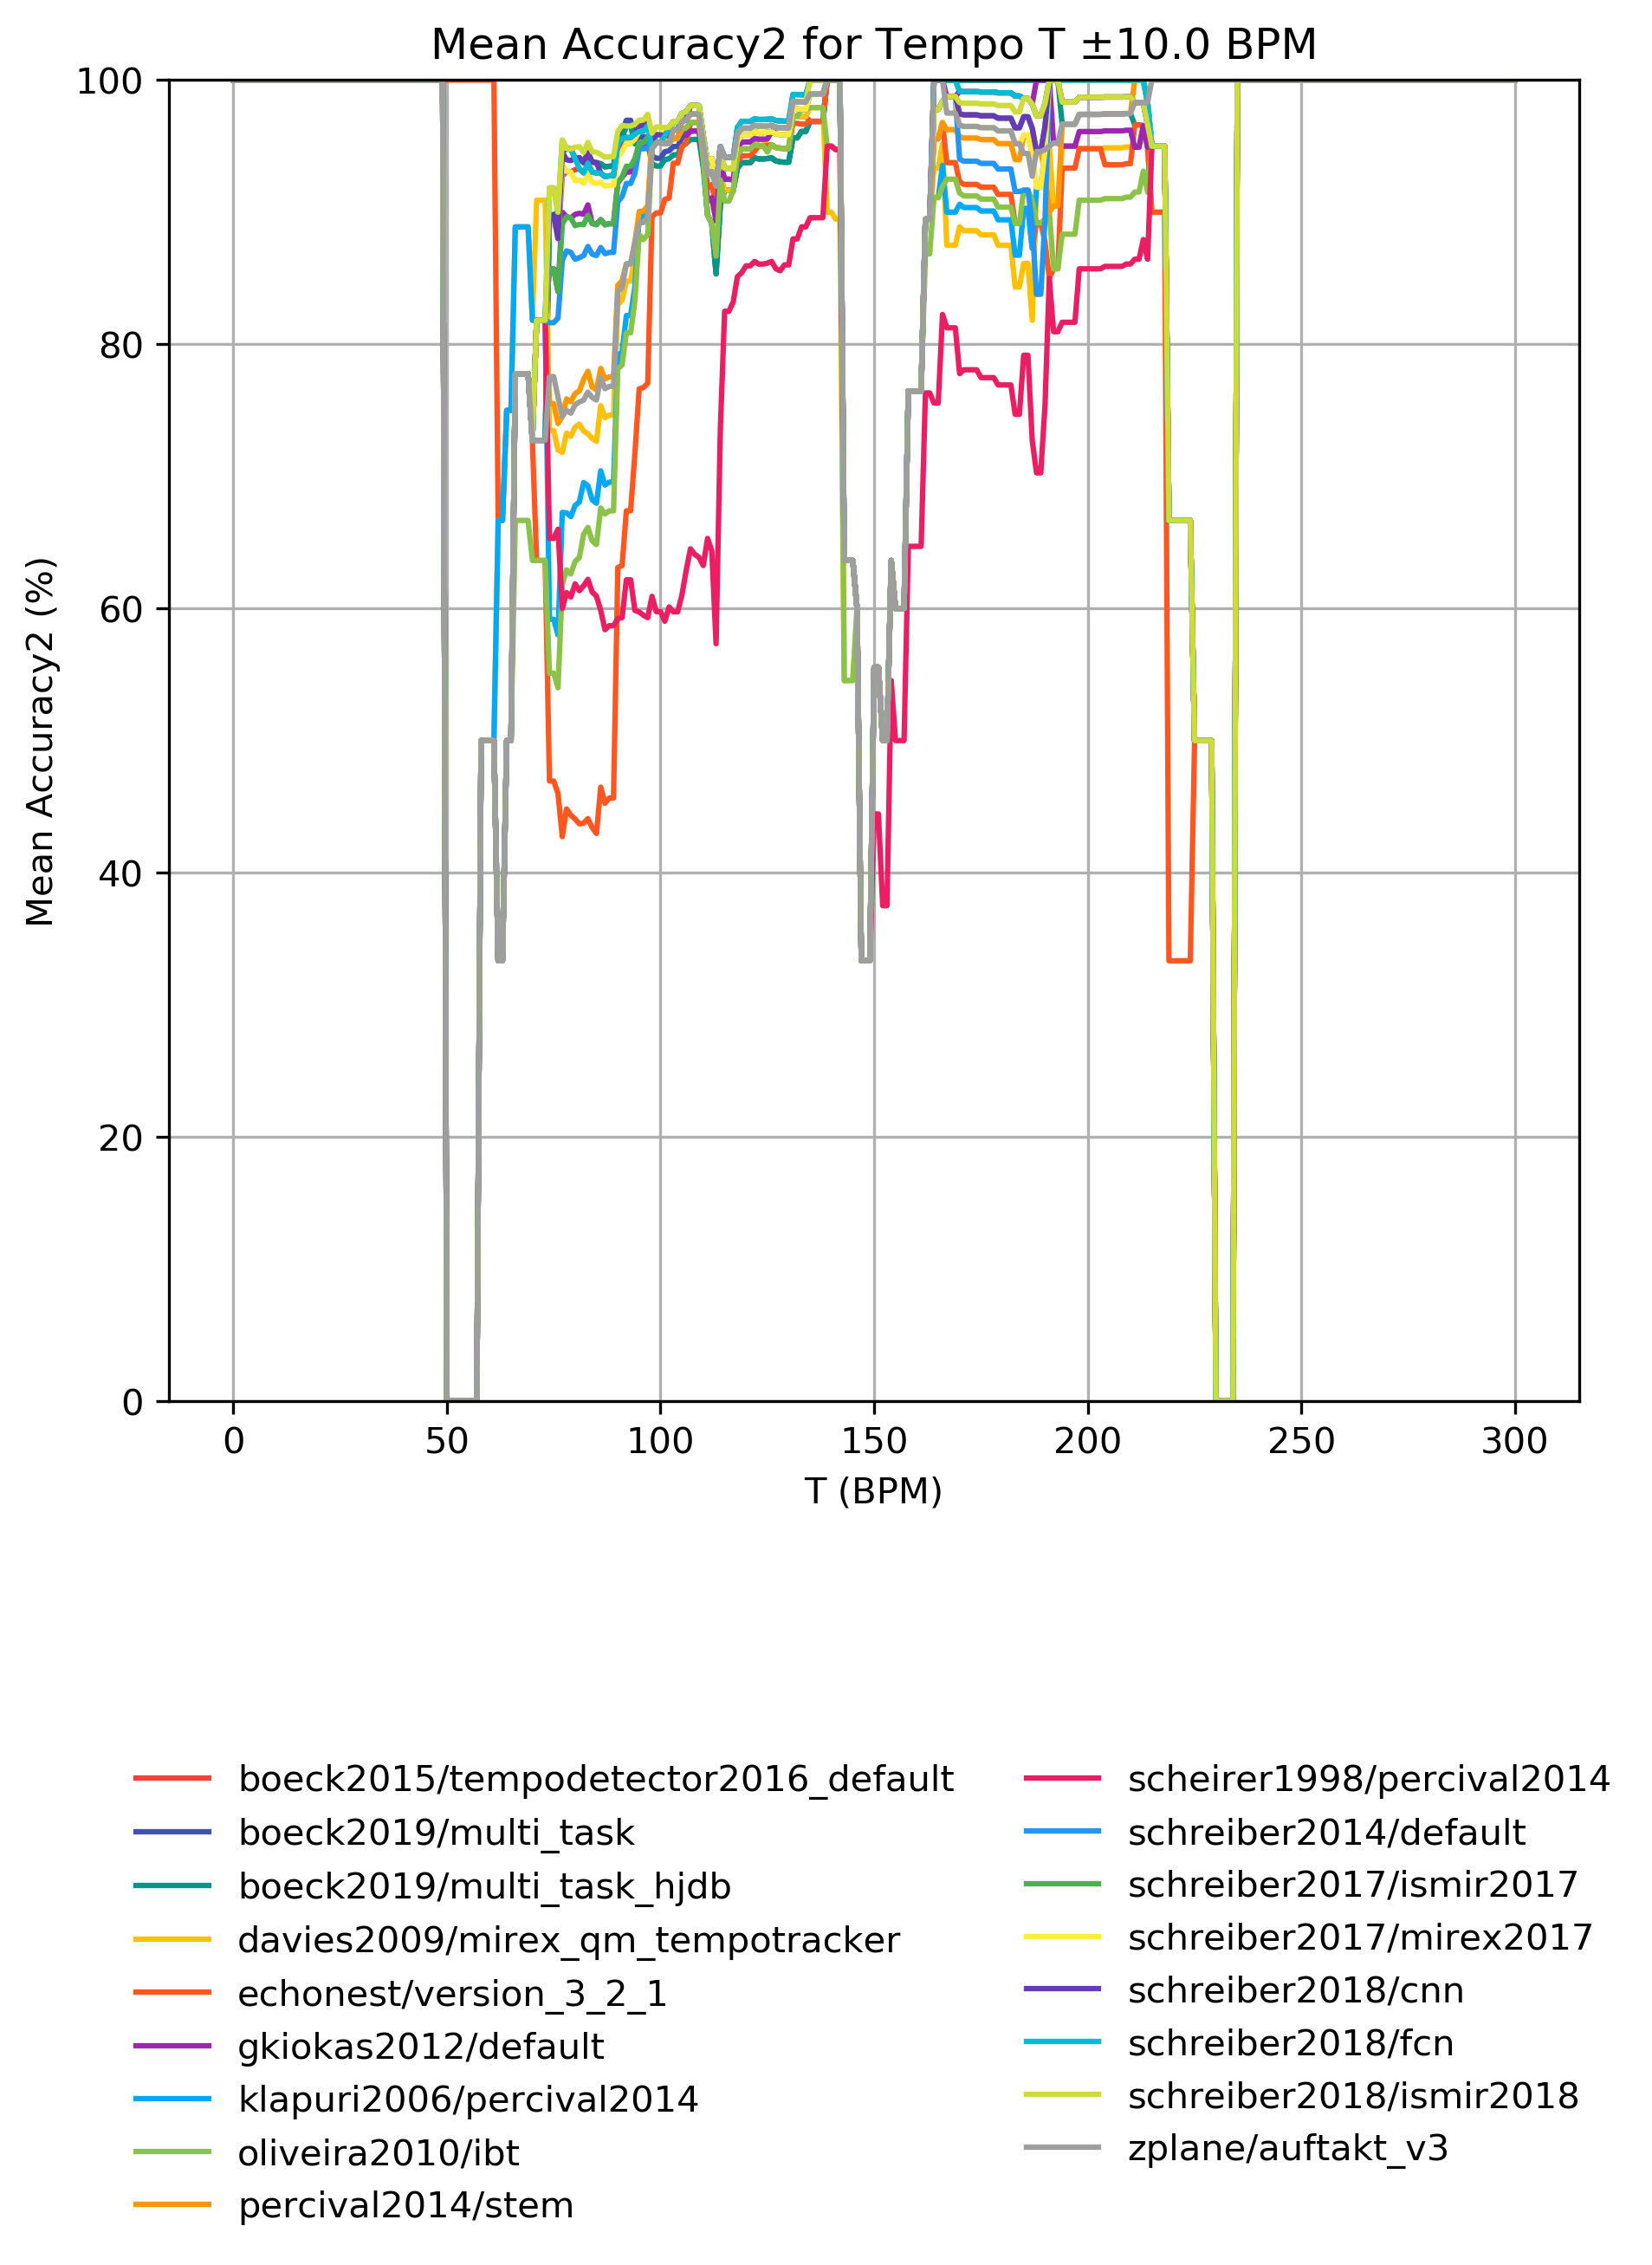 Mean Accuracy2 for Tempo T ±10.0 BPM
100
80
60
40
20
0
Mean Accuracy2 (%)
0 50 100 150 200 250 300
T (BPM)
boeck2015/tempodetector2016_default
boeck2019/multi_task
boeck2019/multi_task_hjdb
davies2009/mirex_qm_tempotracker
echonest/version_3_2_1
gkiokas2012/default
klapuri2006/percival2014
oliveira2010/ibt
percival2014/stem
scheirer1998/percival2014
schreiber2014/default
schreiber2017/ismir2017
schreiber2017/mirex2017
schreiber2018/cnn
schreiber2018/fcn
schreiber2018/ismir2018
zplane/auftakt_v3